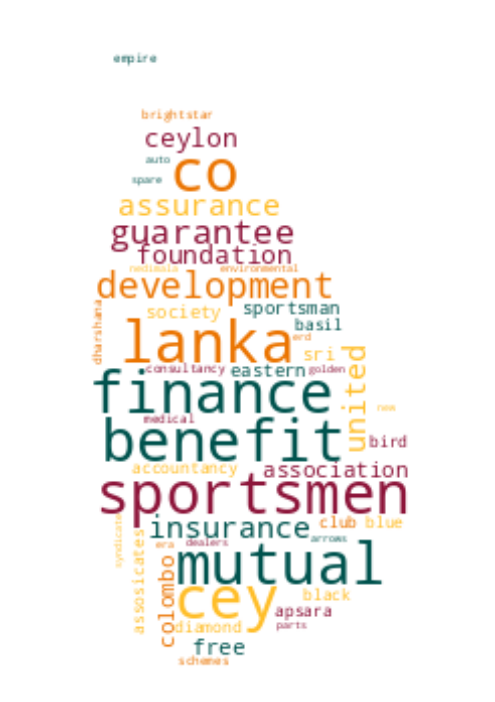 empire
brightstar
ceylon
auto
co
spare
assurance
guarantee
foundation
nedimala environmental
development
dharshana
society sportsman
basil
lanka
erd
sri
united
consultancy eastern golden
finance
new
medical
benefit
bird
accountancy association
sportsmen
syndicate
insurance club blue
assosicates
era dealers arrows
colombo
mutual
cey
black
apsara
diamond parts
free
schemes